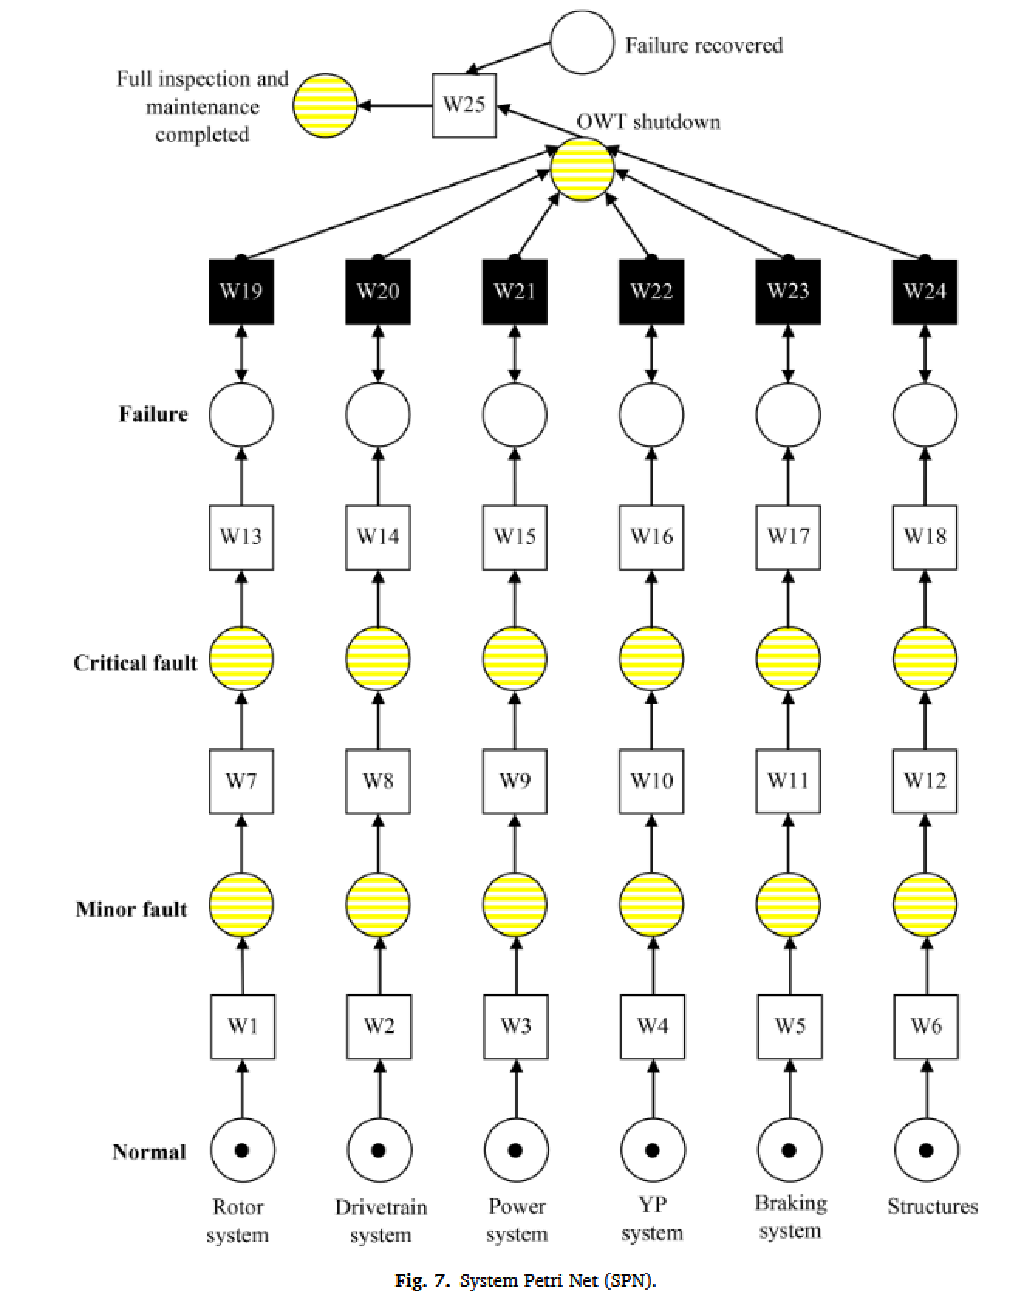 Failure recovered
Full inspection and
maintenance
completed
W25
OWT shutdown
W19 W20 W21 W22 W23 W24
Failure
W13 W14 W15 W16 W17 W18
Critical fault
W7 W8 W9 W10 W11 W12
Minor fault
W1 W2 W3 W4 W5 W6
Normal
Rotor
system
Drivetrain
system
Power
system
YP
system
Braking
system
Structures
Fig. 7. System Petri Net (SPN).